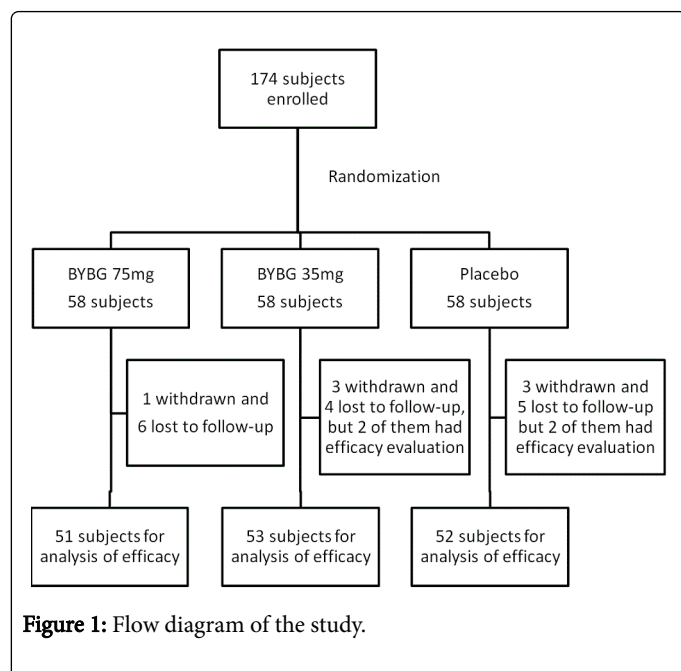 174 subjects
enrolled
Randomization
BYBG 75mg
58 subjects
BYBG 35mg
58 subjects
Placebo
58 subjects
1 withdrawn and
6 lost to follow-up
3 withdrawn and
4 lost to follow-up,
but 2 of them had
efficacy evaluation
3 withdrawn and
5 lost to follow-up
but 2 of them had
efficacy evaluation
51 subjects for
analysis of efficacy
53 subjects for
analysis of efficacy
52 subjects for
analysis of efficacy
Figure 1: Flow diagram of the study.